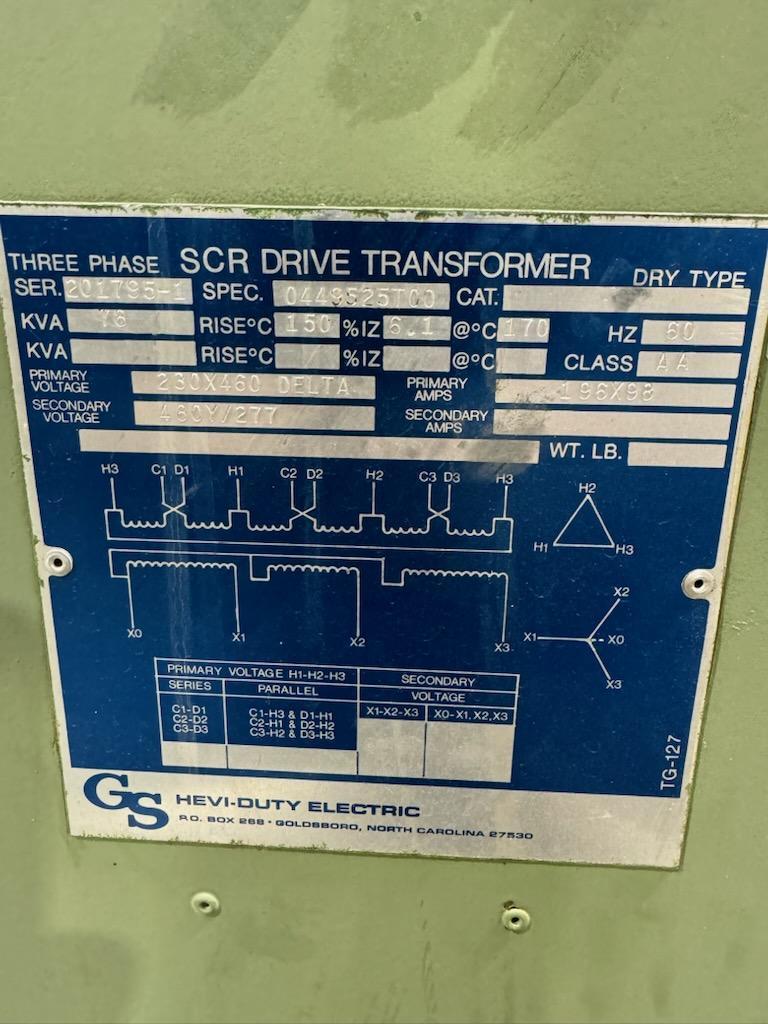 THREE PHASE SCR DRIVE TRANSFORMER DRY TYPE
SER. 201795-1 SPEC. 0449525T00 CAT.
KVA 78 RISE°C 150 %IZ 6.1 @°C 170 HZ 60
KVA RISE°C %IZ @°C CLASS AA
PRIMARY VOLTAGE 230X460 DELTA PRIMARY AMPS 196X98
SECONDARY VOLTAGE 460Y/277 SECONDARY AMPS
WT. LB.
H3 C1 D1 H1 C2 D2 H2 C3 D3 H3
H2
H1 H3
X0 X1 X2 X3
X2
X1 X0
X3
PRIMARY VOLTAGE H1-H2-H3 SECONDARY
SERIES PARALLEL VOLTAGE
X1-X2-X3 X0-X1, X2, X3
C1-D1 C1-H3 & D1-H1
C2-D2 C2-H1 & D2-H2
C3-D3 C3-H2 & D3-H3
TG-127
GS HEVI-DUTY ELECTRIC
P.O. BOX 268 • GOLDSBORO, NORTH CAROLINA 27530